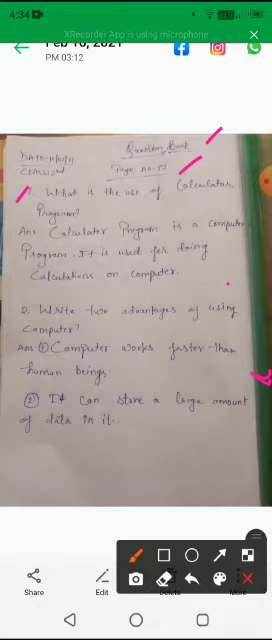 4:34
XRecorder App is using microphone
Feb 10, 2021
PM 03:12
Question Bank
Page no:
1. What is the use of Calculator
Program?
Ans: Calculator Program is a computer
Program. It is used for doing
Calculations on computer.
2. Write two advantages of using
Computer?
Ans:① Computer works faster than
human beings.
② It can store a large amount
of data in it.
Share
Edit
Delete
More